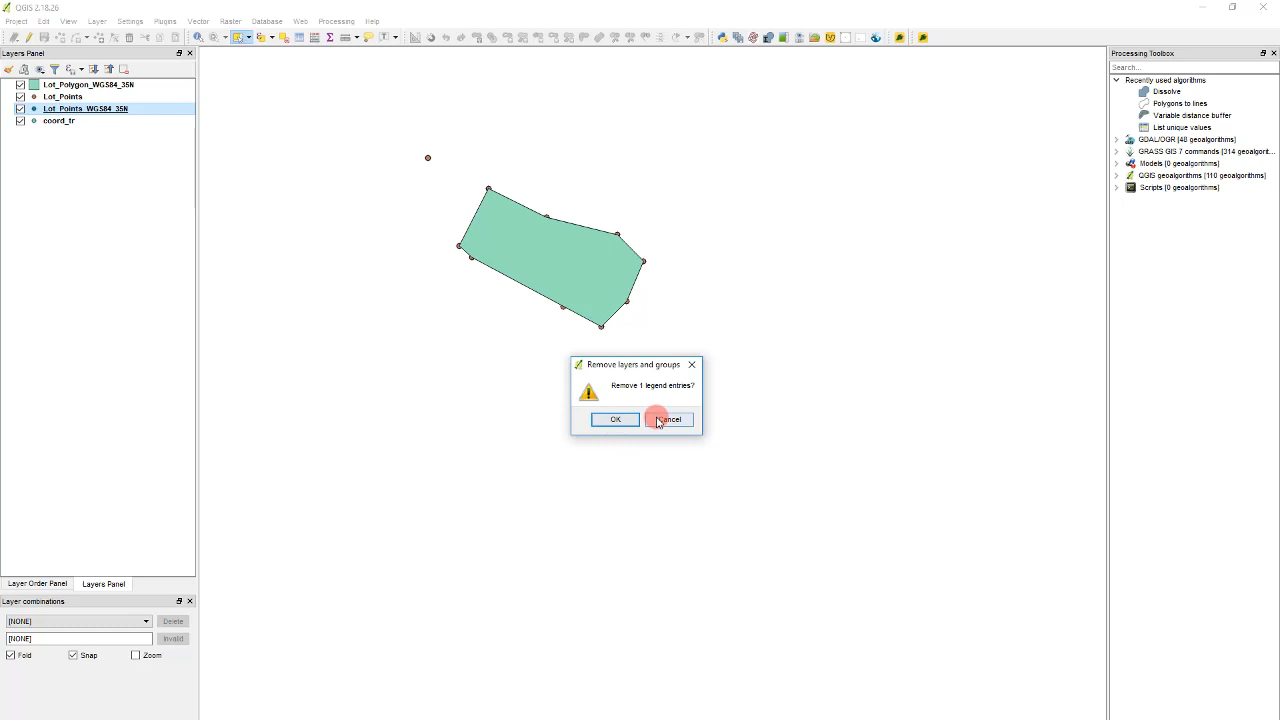 QGIS 2.18.26
Project Edit View Layer Settings Plugins Vector Raster Database Web Processing Help
Layers Panel
Lot_Polygon_WGS84_35N
Lot_Points
Lot_Points_WGS84_35N
coord_tr
Layer Order Panel Layers Panel
Layer combinations
[NONE] Delete
[NONE] Invalid
Fold Snap Zoom
Remove layers and groups
Remove 1 legend entries?
OK Cancel
Processing Toolbox
Search...
Recently used algorithms
Dissolve
Polygons to lines
Variable distance buffer
List unique values
GDAL/OGR [48 geoalgorithms]
GRASS GIS 7 commands [314 geoalgorit...
Models [0 geoalgorithms]
QGIS geoalgorithms [110 geoalgorithms]
Scripts [0 geoalgorithms]